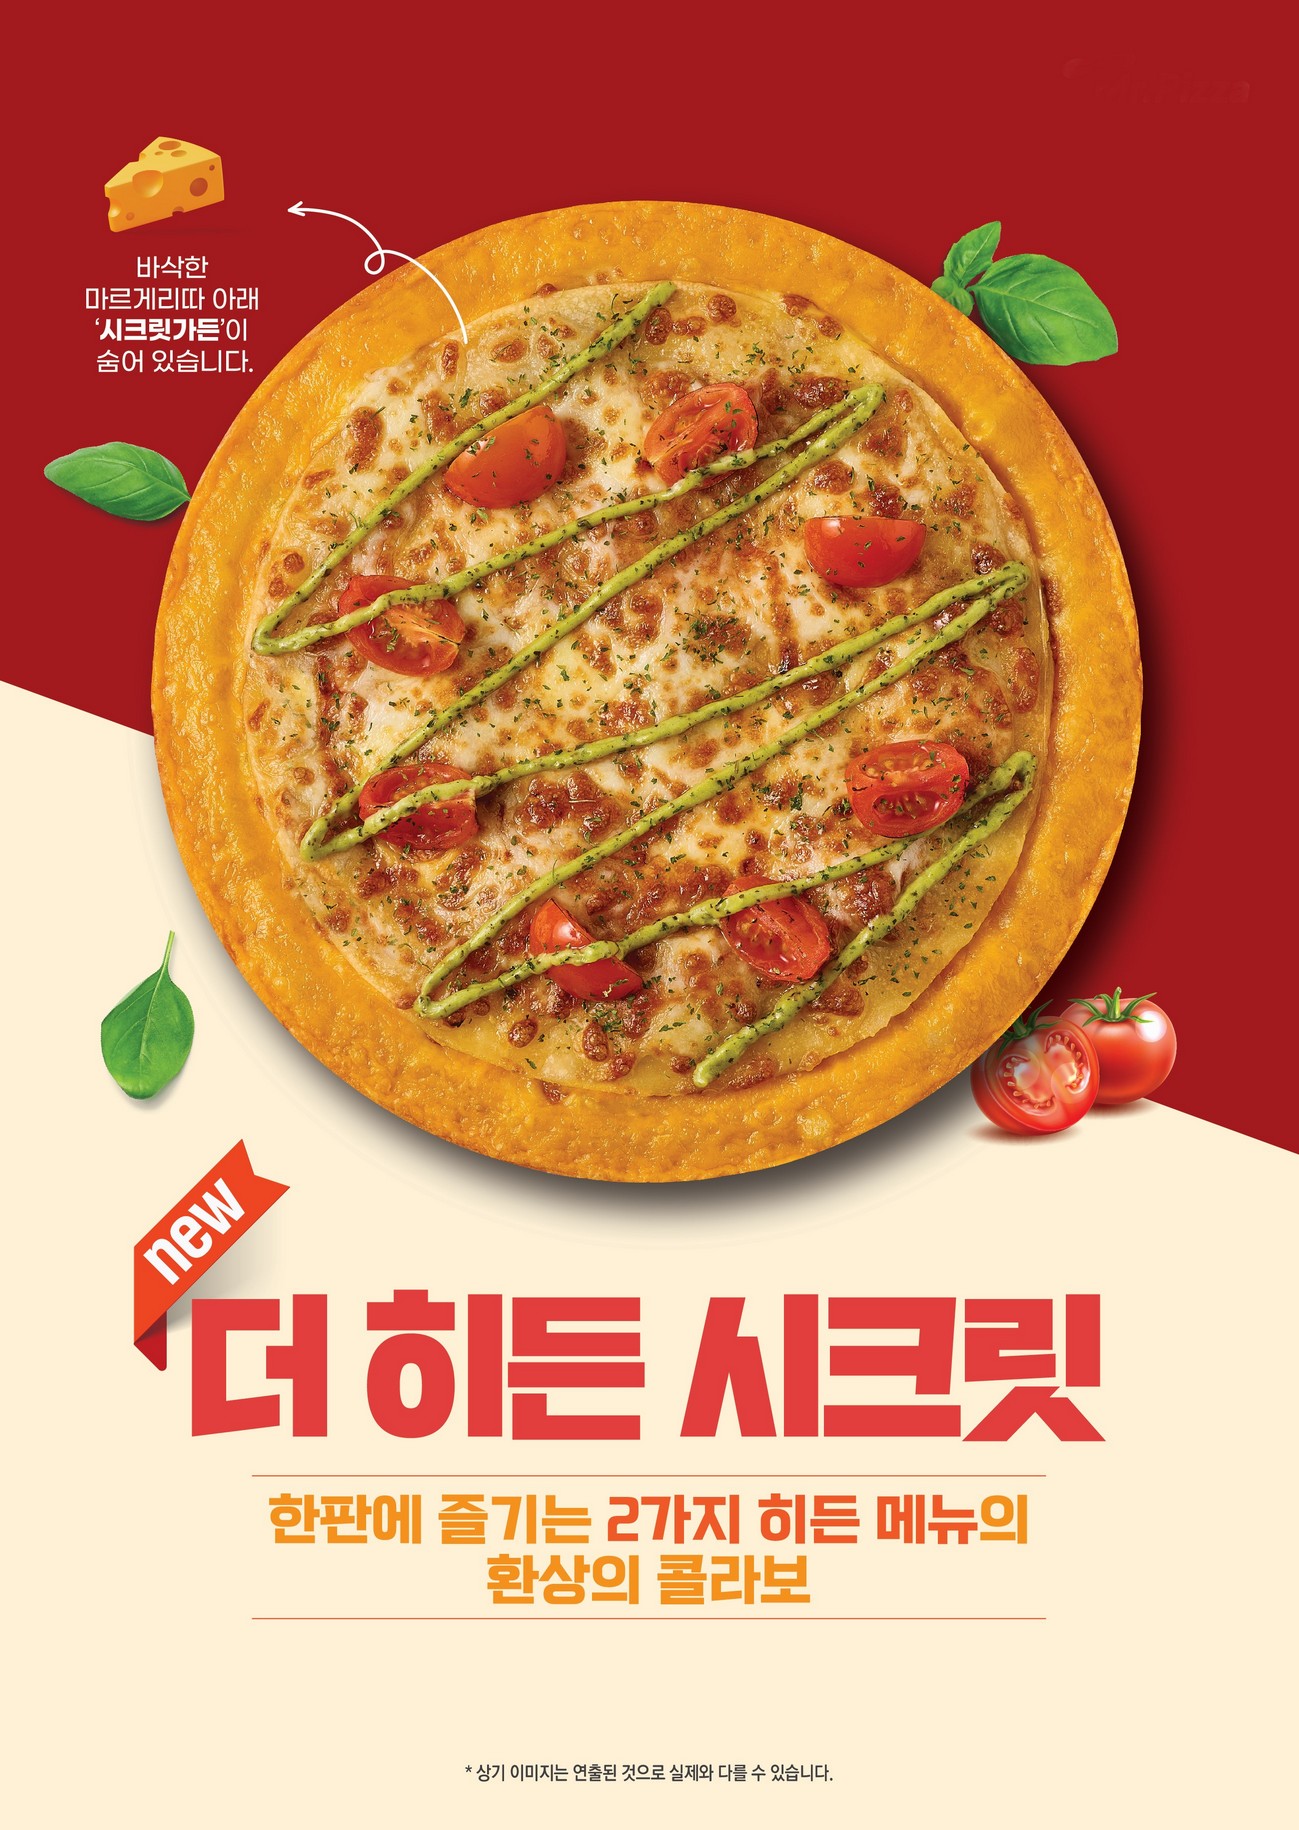 바삭한
마르게리따 아래
‘시크릿가든’이
숨어 있습니다.
new
더 히든 시크릿
한판에 즐기는 2가지 히든 메뉴의
환상의 콜라보
* 상기 이미지는 연출된 것으로 실제와 다를 수 있습니다.